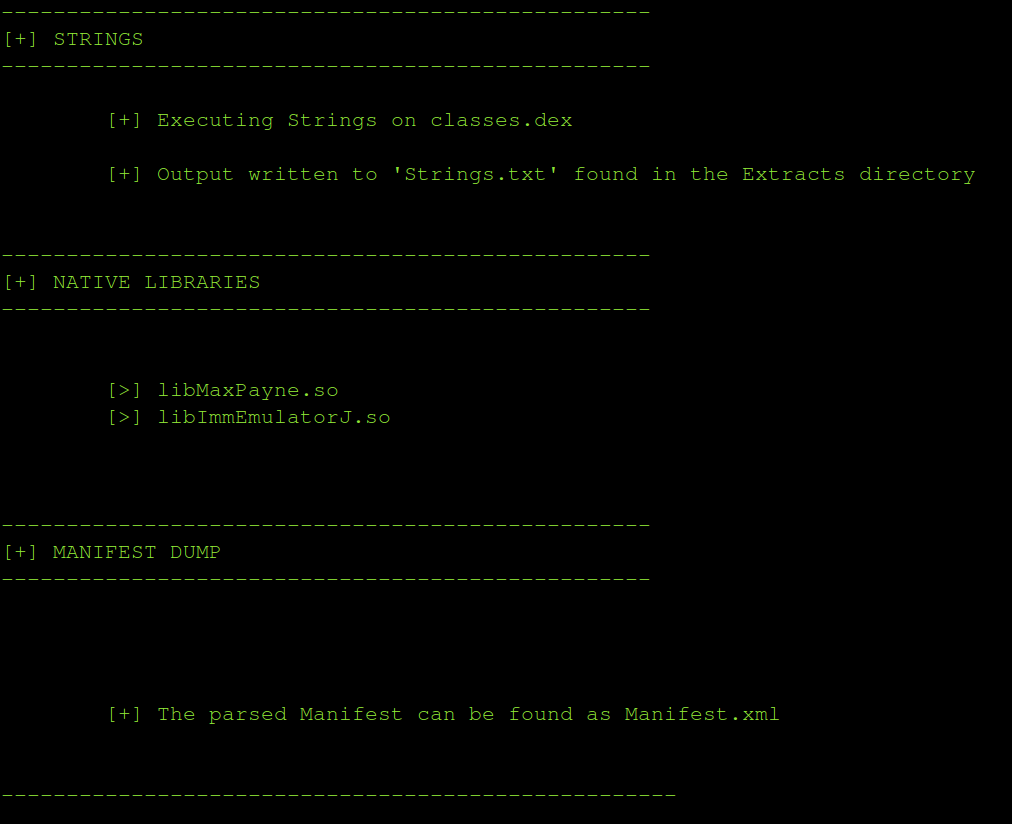 --------------------------------------------------
[+] STRINGS
--------------------------------------------------
[+] Executing Strings on classes.dex
[+] Output written to 'Strings.txt' found in the Extracts directory
--------------------------------------------------
[+] NATIVE LIBRARIES
--------------------------------------------------
[>] libMaxPayne.so
[>] libImmEmulatorJ.so
--------------------------------------------------
[+] MANIFEST DUMP
--------------------------------------------------
[+] The parsed Manifest can be found as Manifest.xml
----------------------------------------------------